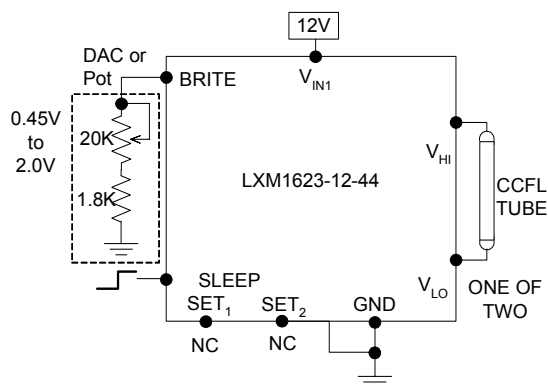 12V
DAC or
Pot
BRITE
V_IN1
0.45V
to
2.0V
20K
1.8K
LXM1623-12-44
V_HI
CCFL
TUBE
SLEEP
SET_1
SET_2
GND
V_LO
ONE OF
TWO
NC
NC